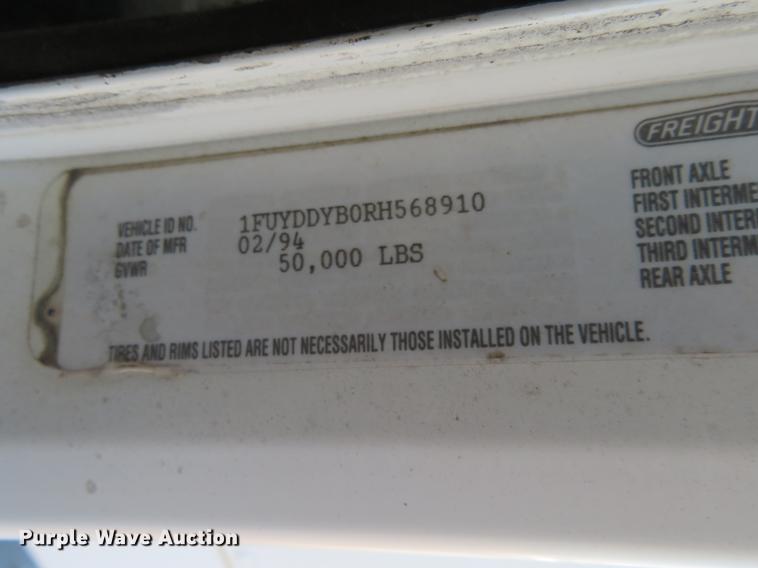 FREIGHT
VEHICLE ID NO. 1FUYDDYB0RH568910
DATE OF MFR 02/94
GVWR 50,000 LBS
FRONT AXLE
FIRST INTERME
SECOND INTER
THIRD INTERM
REAR AXLE
TIRES AND RIMS LISTED ARE NOT NECESSARILY THOSE INSTALLED ON THE VEHICLE.
Purple Wave Auction